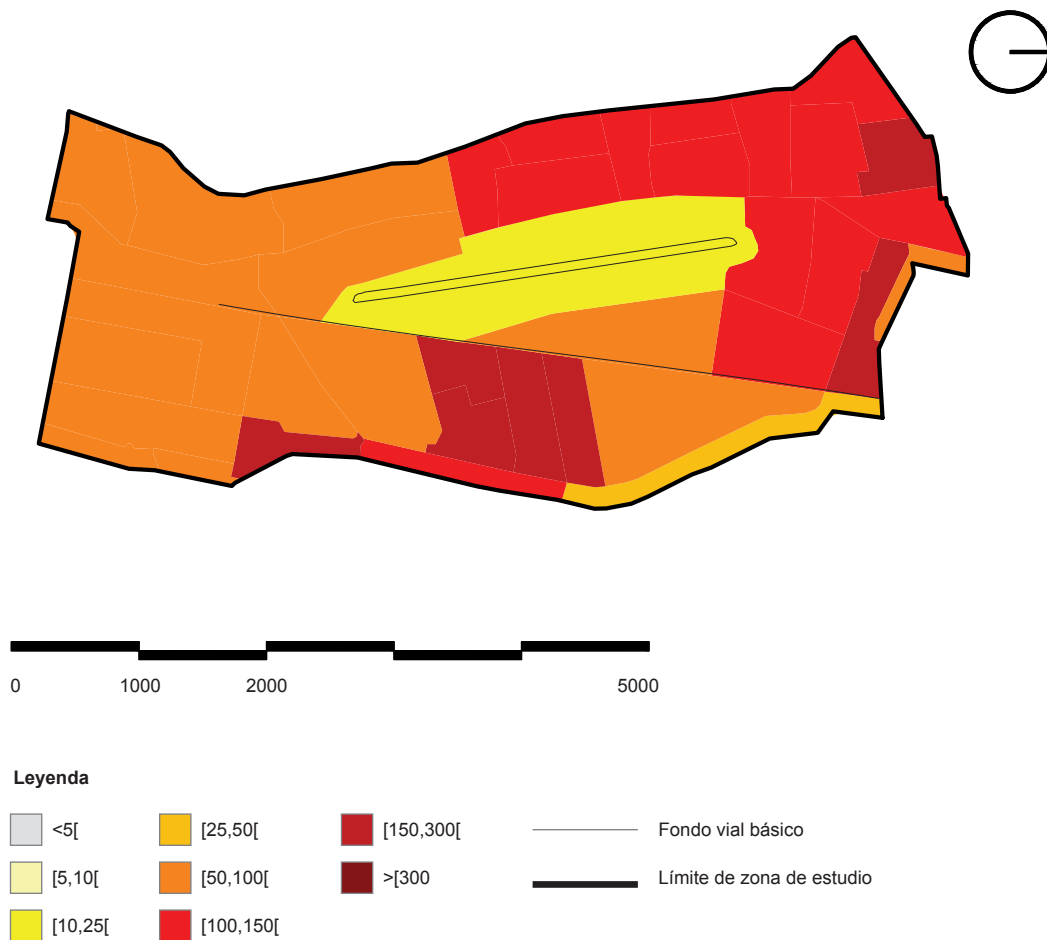 0 1000 2000 5000
Leyenda
<5[ [25,50[ [150,300[ Fondo vial básico
[5,10[ [50,100[ >[300 Límite de zona de estudio
[10,25[ [100,150[